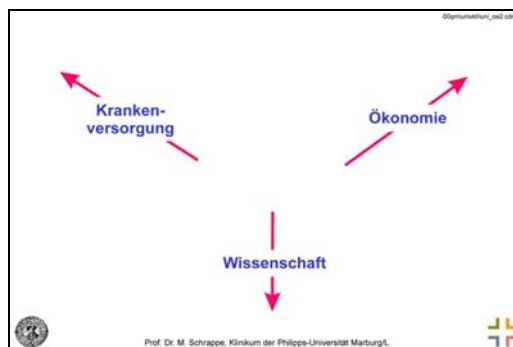 Kranken-
versorgung
Ökonomie
Wissenschaft
Prof. Dr. M. Schrappe, Klinikum der Philipps-Universität Marburg/L.